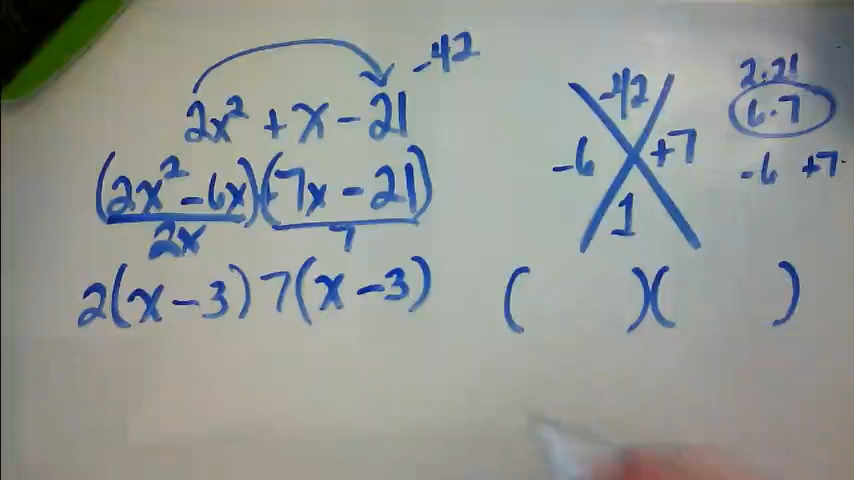 -42
2x² + x - 21
(2x² - 6x)(+7x - 21)
2x 7
2(x - 3) 7(x - 3)
-42
-6 +7
1
2·21
6·7
-6 +7
( )( )